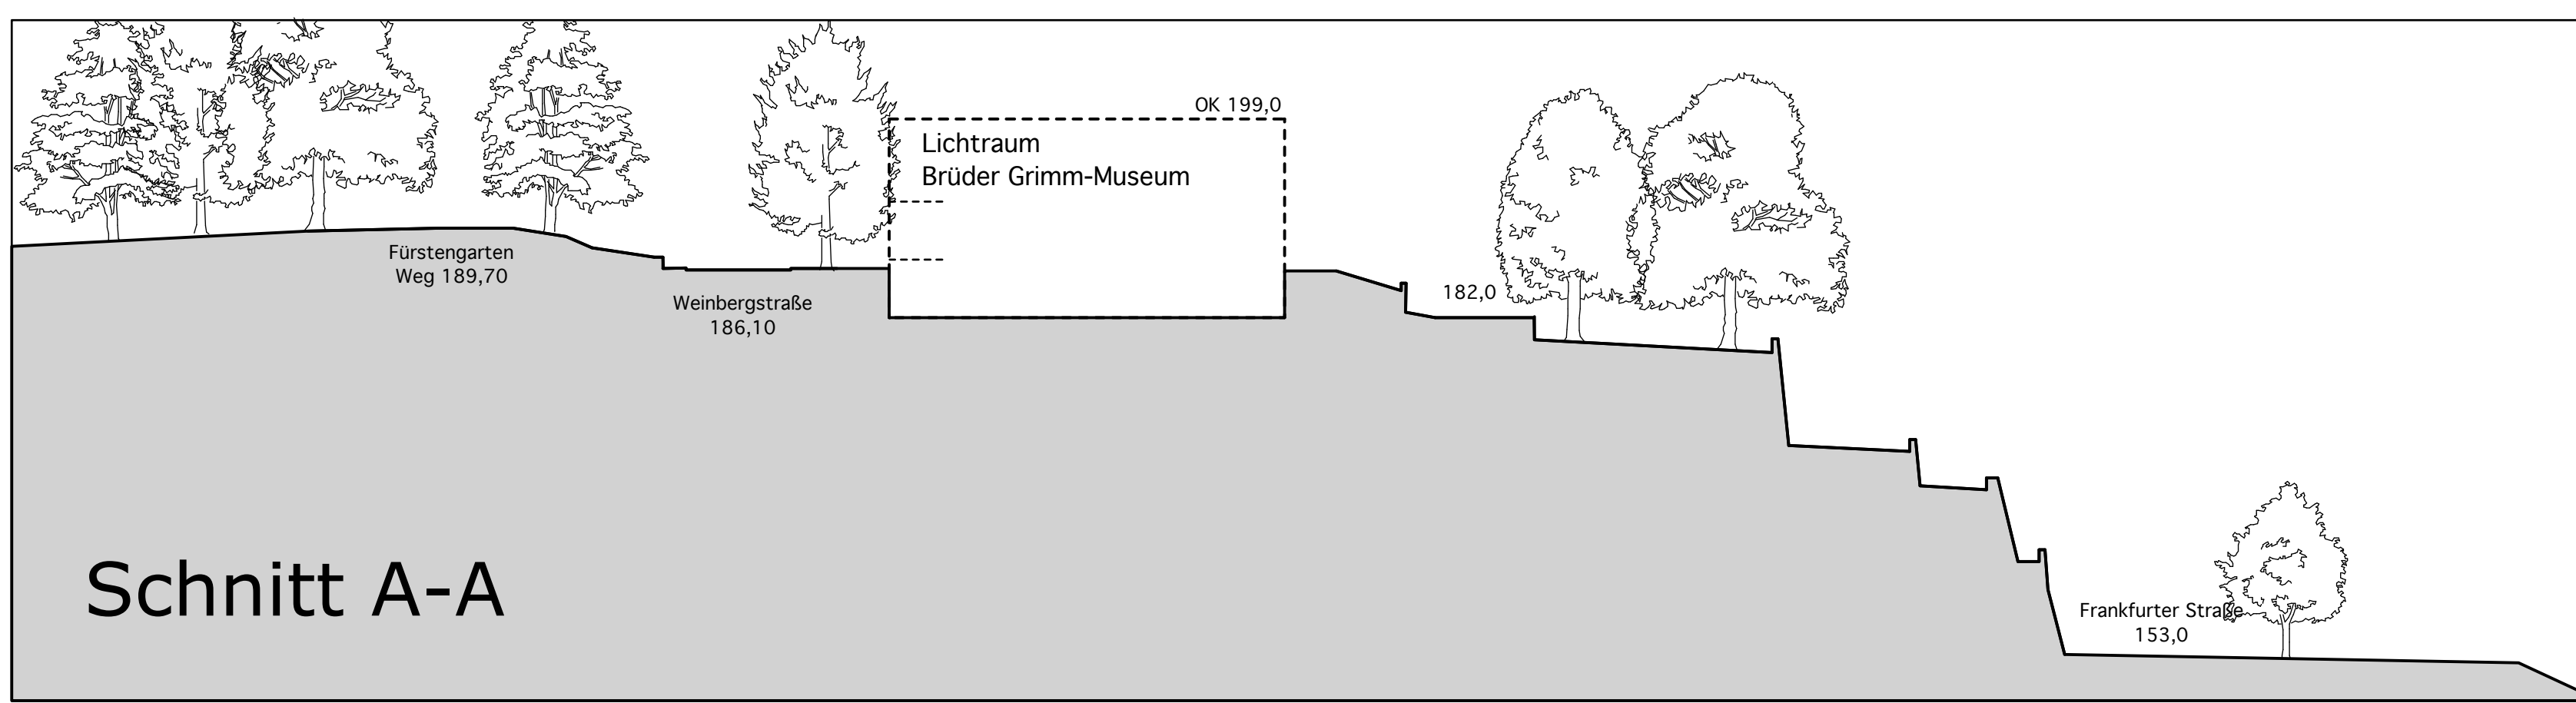 OK 199,0
Lichtraum
Brüder Grimm-Museum
Fürstengarten
Weg 189,70
Weinbergstraße
186,10
182,0
Schnitt A-A
Frankfurter Straße
153,0